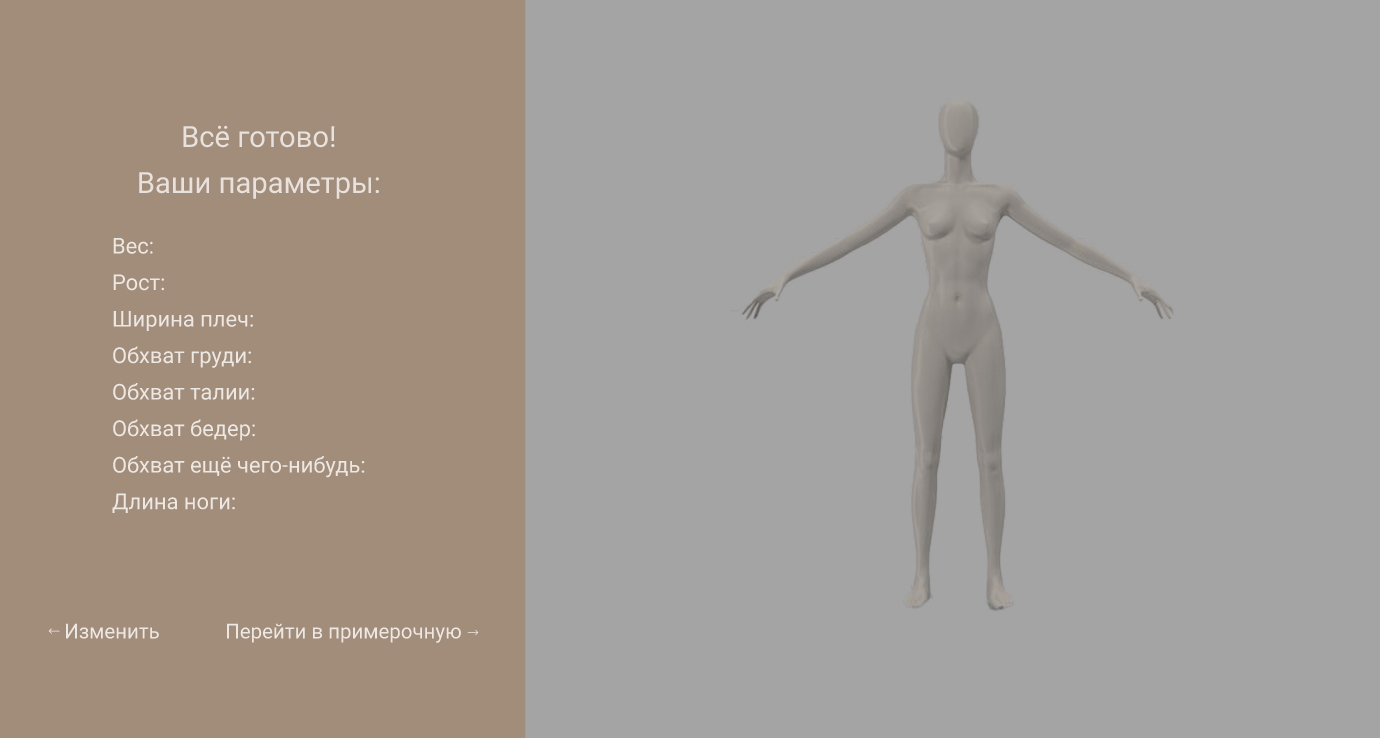 Всё готово!
Ваши параметры:
Вес:
Рост:
Ширина плеч:
Обхват груди:
Обхват талии:
Обхват бедер:
Обхват ещё чего-нибудь:
Длина ноги:
←Изменить
Перейти в примерочную→